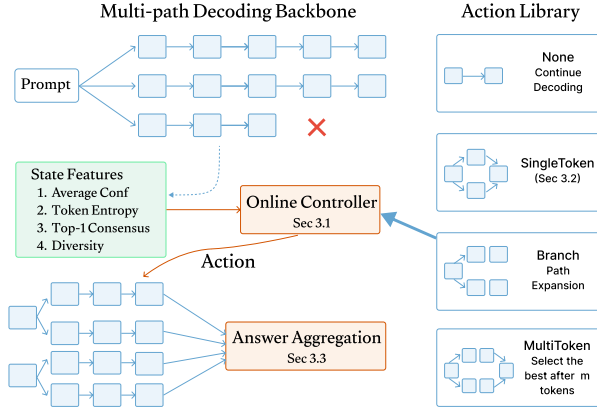 Multi-path Decoding Backbone
Prompt
State Features
1. Average Conf
2. Token Entropy
3. Top-1 Consensus
4. Diversity
Online Controller
Sec 3.1
Action
Answer Aggregation
Sec 3.3
Action Library
None
Continue
Decoding
SingleToken
(Sec 3.2)
Branch
Path
Expansion
MultiToken
Select the
best after m
tokens